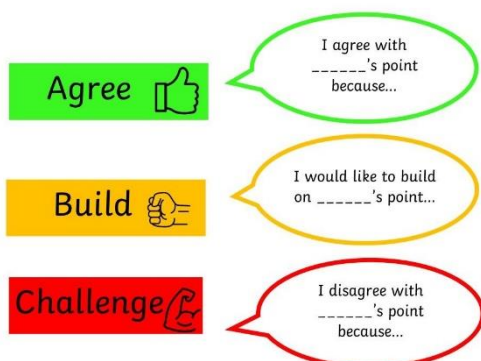 Agree
I agree with
______'s point
because...
Build
I would like to build
on ______'s point...
Challenge
I disagree with
______'s point
because...